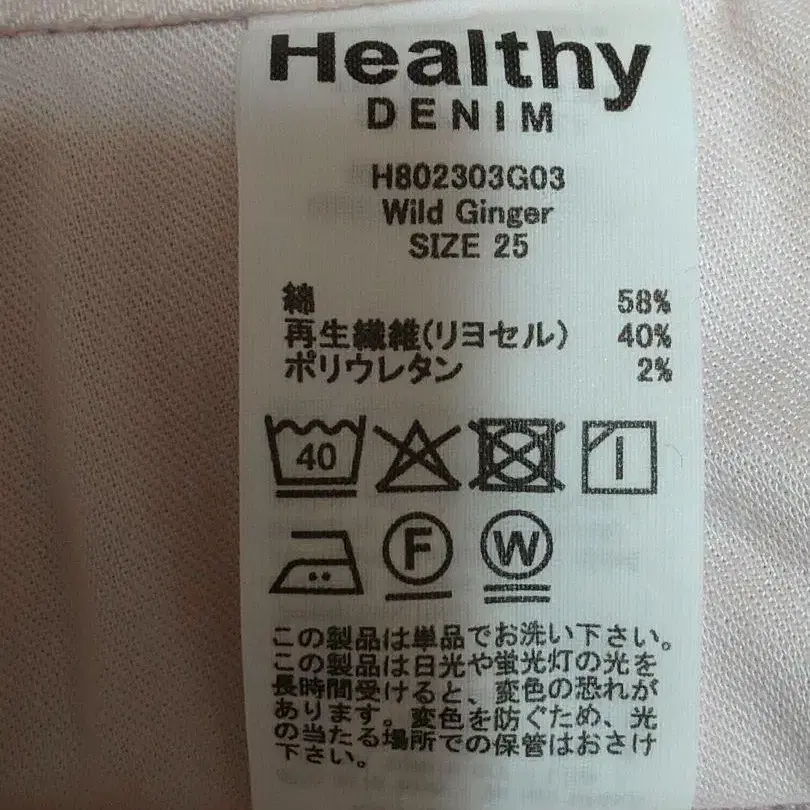 Healthy
DENIM
H802303G03
Wild Ginger
SIZE 25
綿 58%
再生繊維(リヨセル) 40%
ポリウレタン 2%
40
F W
この製品は単品でお洗い下さい。
この製品は日光や蛍光灯の光を
長時間受けると、変色の恐れが
あります。変色を防ぐため、光
の当たる場所での保管はおさけ
下さい。